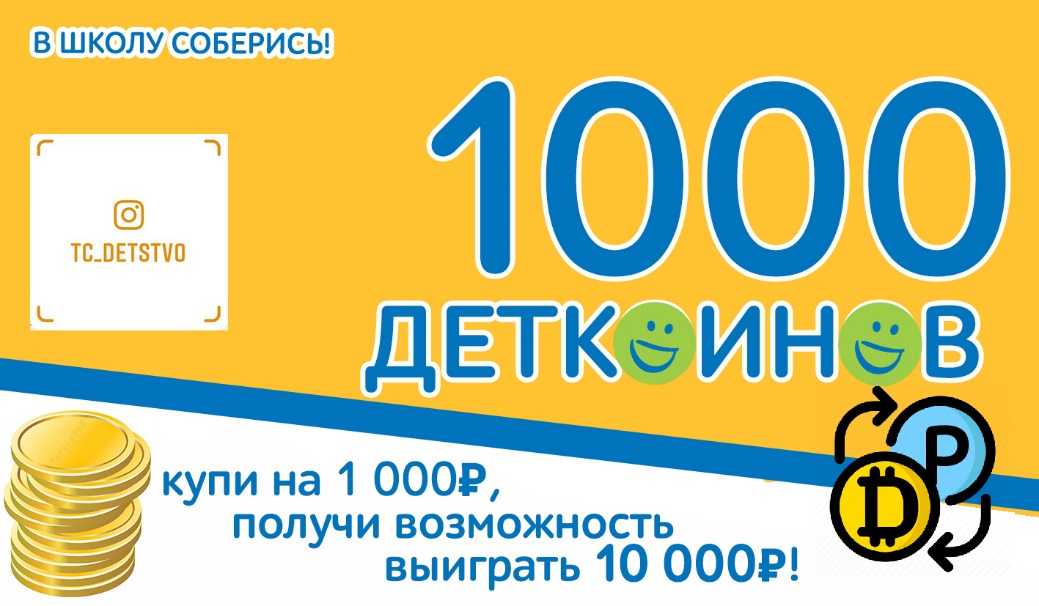 В ШКОЛУ СОБЕРИСЬ!
1000
TC_DETSTVO
ДЕТКОИНОВ
купи на 1 000₽,
получи возможность
выиграть 10 000₽!
P
D